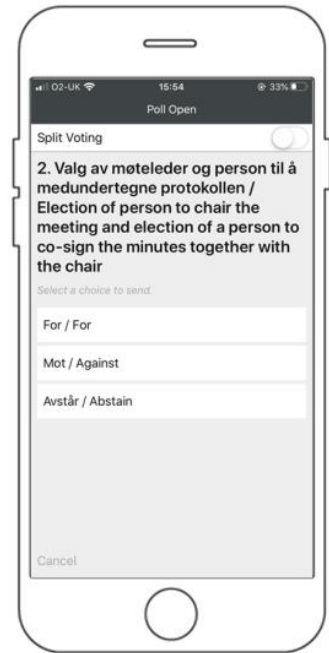 O2-UK 15:54 33%
Poll Open
Split Voting
2. Valg av møteleder og person til å
medundertegne protokollen /
Election of person to chair the
meeting and election of a person to
co-sign the minutes together with
the chair
Select a choice to send.
For / For
Mot / Against
Avstår / Abstain
Cancel